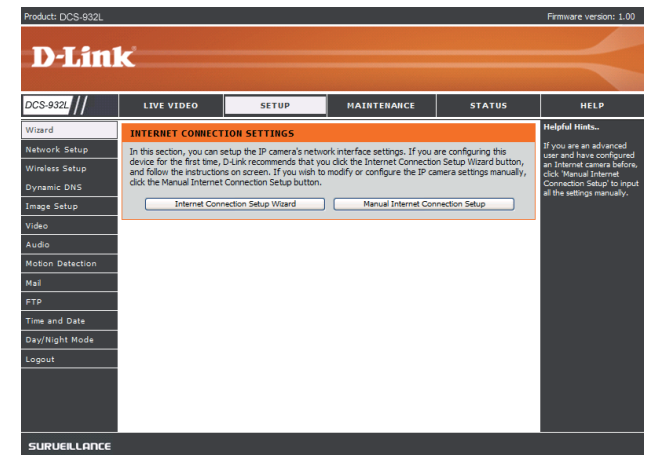 Product: DCS-932L
Firmware version: 1.00
D-Link
DCS-932L //
LIVE VIDEO
SETUP
MAINTENANCE
STATUS
HELP
Wizard
Network Setup
Wireless Setup
Dynamic DNS
Image Setup
Video
Audio
Motion Detection
Mail
FTP
Time and Date
Day/Night Mode
Logout
INTERNET CONNECTION SETTINGS
In this section, you can setup the IP camera's network interface settings. If you are configuring this
device for the first time, D-Link recommends that you click the Internet Connection Setup Wizard button,
and follow the instructions on screen. If you wish to modify or configure the IP camera settings manually,
click the Manual Internet Connection Setup button.
Internet Connection Setup Wizard
Manual Internet Connection Setup
Helpful Hints..
If you are an advanced
user and have configured
an Internet camera before,
click 'Manual Internet
Connection Setup' to input
all the settings manually.
SURVEILLANCE